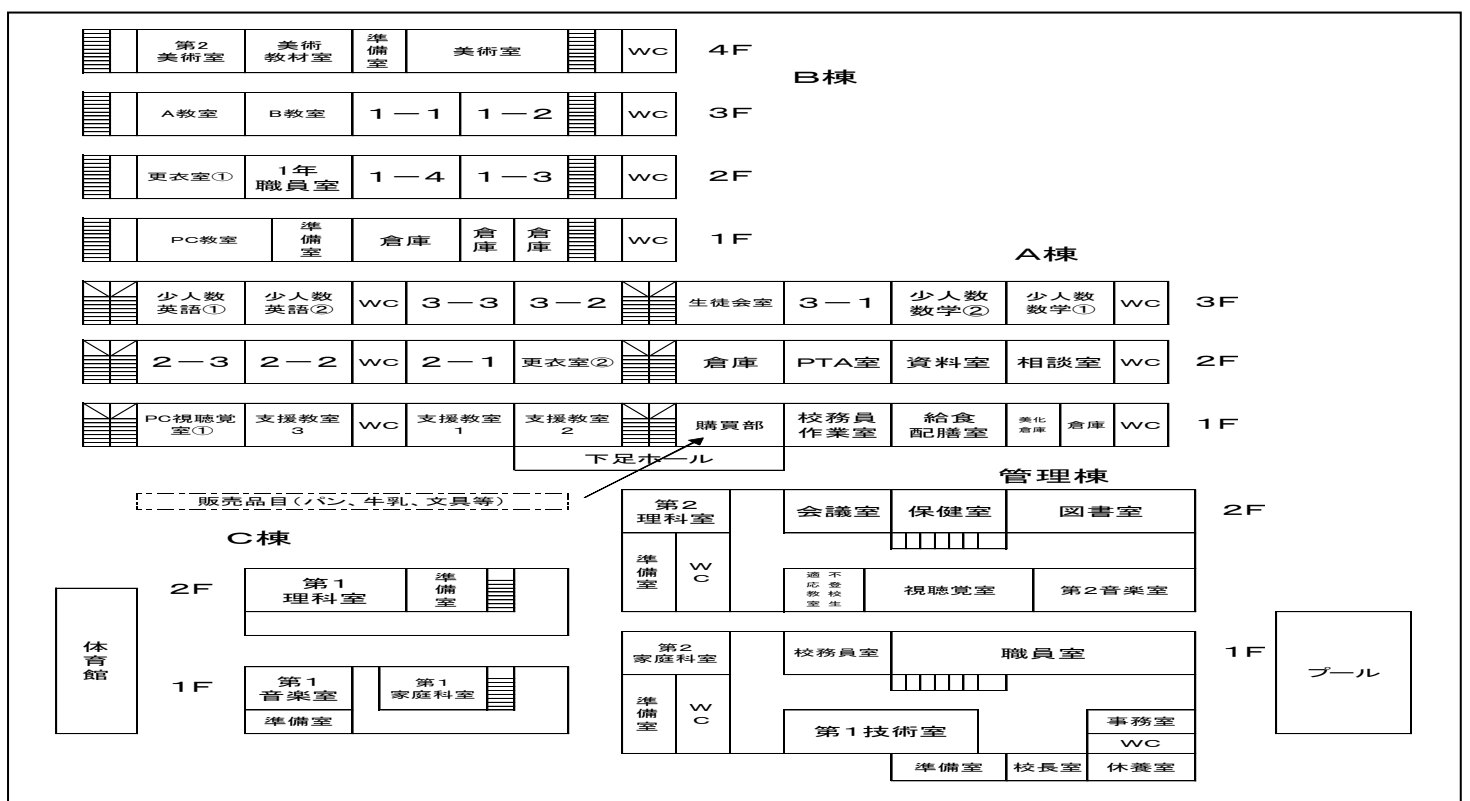 第2
美術室
美術
教材室
準
備
室
美術室
WC
4F
B棟
A教室
B教室
1－1
1－2
WC
3F
更衣室①
1年
職員室
1－4
1－3
WC
2F
PC教室
準
備
室
倉庫
倉
庫
倉
庫
WC
1F
A棟
少人数
英語①
少人数
英語②
WC
3－3
3－2
生徒会室
3－1
少人数
数学②
少人数
数学①
WC
3F
2－3
2－2
WC
2－1
更衣室②
倉庫
PTA室
資料室
相談室
WC
2F
PC視聴覚
室①
支援教室
3
WC
支援教室
1
支援教室
2
購買部
校務員
作業室
給食
配膳室
美化
倉庫
倉庫
WC
1F
下足ホール
管理棟
販売品目(パン、牛乳、文具等)
第2
理科室
会議室
保健室
図書室
2F
C棟
準
備
室
WC
2F
第1
理科室
準
備
室
不登校生
適応教室
視聴覚室
第2音楽室
体
育
館
第2
家庭科室
校務員室
職員室
1F
プール
1F
第1
音楽室
第1
家庭科室
準備室
準
備
室
WC
第1技術室
事務室
WC
準備室
校長室
休養室